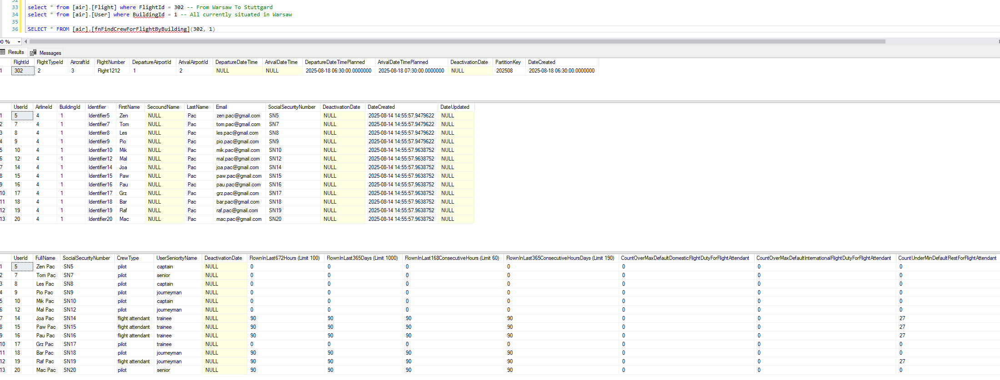 32
33 select * from [air].[Flight] where FlightId = 302 -- From Warsaw To Stuttgard
34 select * from [air].[User] where BuildingId = 1 -- All currently situated in Warsaw
35
36 SELECT * FROM [air].[fnFindCrewForFlightByBuilding](302, 1)
00 %
Results Messages
FlightId FlightTypeId AircraftId FlightNumber DepartureAirportId ArivalAirportId DepartureDateTime ArivalDateTime DepartureDateTimePlanned ArivalDateTimePlanned DeactivationDate PartitionKey DateCreated
1 302 2 3 Flight1212 1 2 NULL NULL 2025-08-18 06:30:00.0000000 2025-08-18 07:30:00.0000000 NULL 202508 2025-08-18 06:30:00.0000000
UserId AirlineId BuildingId Identifier FirstName SecoundName LastName Email SocialSecurityNumber DeactivationDate DateCreated DateUpdated
1 5 4 1 Identifier5 Zen NULL Pac zen.pac@gmail.com SN5 NULL 2025-08-14 14:55:57.9479622 NULL
2 7 4 1 Identifier7 Tom NULL Pac tom.pac@gmail.com SN7 NULL 2025-08-14 14:55:57.9479622 NULL
3 8 4 1 Identifier8 Les NULL Pac les.pac@gmail.com SN8 NULL 2025-08-14 14:55:57.9479622 NULL
4 9 4 1 Identifier9 Pio NULL Pac pio.pac@gmail.com SN9 NULL 2025-08-14 14:55:57.9479622 NULL
5 10 4 1 Identifier10 Mik NULL Pac mik.pac@gmail.com SN10 NULL 2025-08-14 14:55:57.9638752 NULL
6 12 4 1 Identifier12 Mal NULL Pac mal.pac@gmail.com SN12 NULL 2025-08-14 14:55:57.9638752 NULL
7 14 4 1 Identifier14 Joa NULL Pac joa.pac@gmail.com SN14 NULL 2025-08-14 14:55:57.9638752 NULL
8 15 4 1 Identifier15 Paw NULL Pac paw.pac@gmail.com SN15 NULL 2025-08-14 14:55:57.9638752 NULL
9 16 4 1 Identifier16 Pau NULL Pac pau.pac@gmail.com SN16 NULL 2025-08-14 14:55:57.9638752 NULL
10 17 4 1 Identifier17 Grz NULL Pac grz.pac@gmail.com SN17 NULL 2025-08-14 14:55:57.9638752 NULL
11 18 4 1 Identifier18 Bar NULL Pac bar.pac@gmail.com SN18 NULL 2025-08-14 14:55:57.9638752 NULL
12 19 4 1 Identifier19 Raf NULL Pac raf.pac@gmail.com SN19 NULL 2025-08-14 14:55:57.9638752 NULL
13 20 4 1 Identifier20 Mac NULL Pac mac.pac@gmail.com SN20 NULL 2025-08-14 14:55:57.9638752 NULL
UserId FullName SocialSecurityNumber CrewType UserSeniorityName DeactivationDate FlownInLast672Hours (Limit 100) FlownInLast365Days (Limit 1000) FlownInLast168ConsecutiveHours (Limit 60) FlownInLast365ConsecutiveHoursDays (Limit 190) CountOverMaxDefaultDomesticFlightDutyForFlightAttendant CountOverMaxDefaultInternationalFlightDutyForFlightAttendant CountUnderMinDefaultRestForFlightAttendant
1 5 Zen Pac SN5 pilot captain NULL 0 0 0 0 0 0 0
2 7 Tom Pac SN7 pilot senior NULL 0 0 0 0 0 0 0
3 8 Les Pac SN8 pilot captain NULL 0 0 0 0 0 0 0
4 9 Pio Pac SN9 pilot journeyman NULL 0 0 0 0 0 0 0
5 10 Mik Pac SN10 pilot captain NULL 0 0 0 0 0 0 0
6 12 Mal Pac SN12 pilot journeyman NULL 0 0 0 0 0 0 0
7 14 Joa Pac SN14 flight attendant trainee NULL 90 90 90 90 0 0 27
8 15 Paw Pac SN15 flight attendant trainee NULL 90 90 90 90 0 0 27
9 16 Pau Pac SN16 flight attendant trainee NULL 90 90 90 90 0 0 27
10 17 Grz Pac SN17 pilot trainee NULL 0 0 0 0 0 0 0
11 18 Bar Pac SN18 pilot journeyman NULL 90 90 90 90 0 0 0
12 19 Raf Pac SN19 flight attendant journeyman NULL 90 90 90 90 0 0 27
13 20 Mac Pac SN20 pilot senior NULL 90 90 90 90 0 0 0